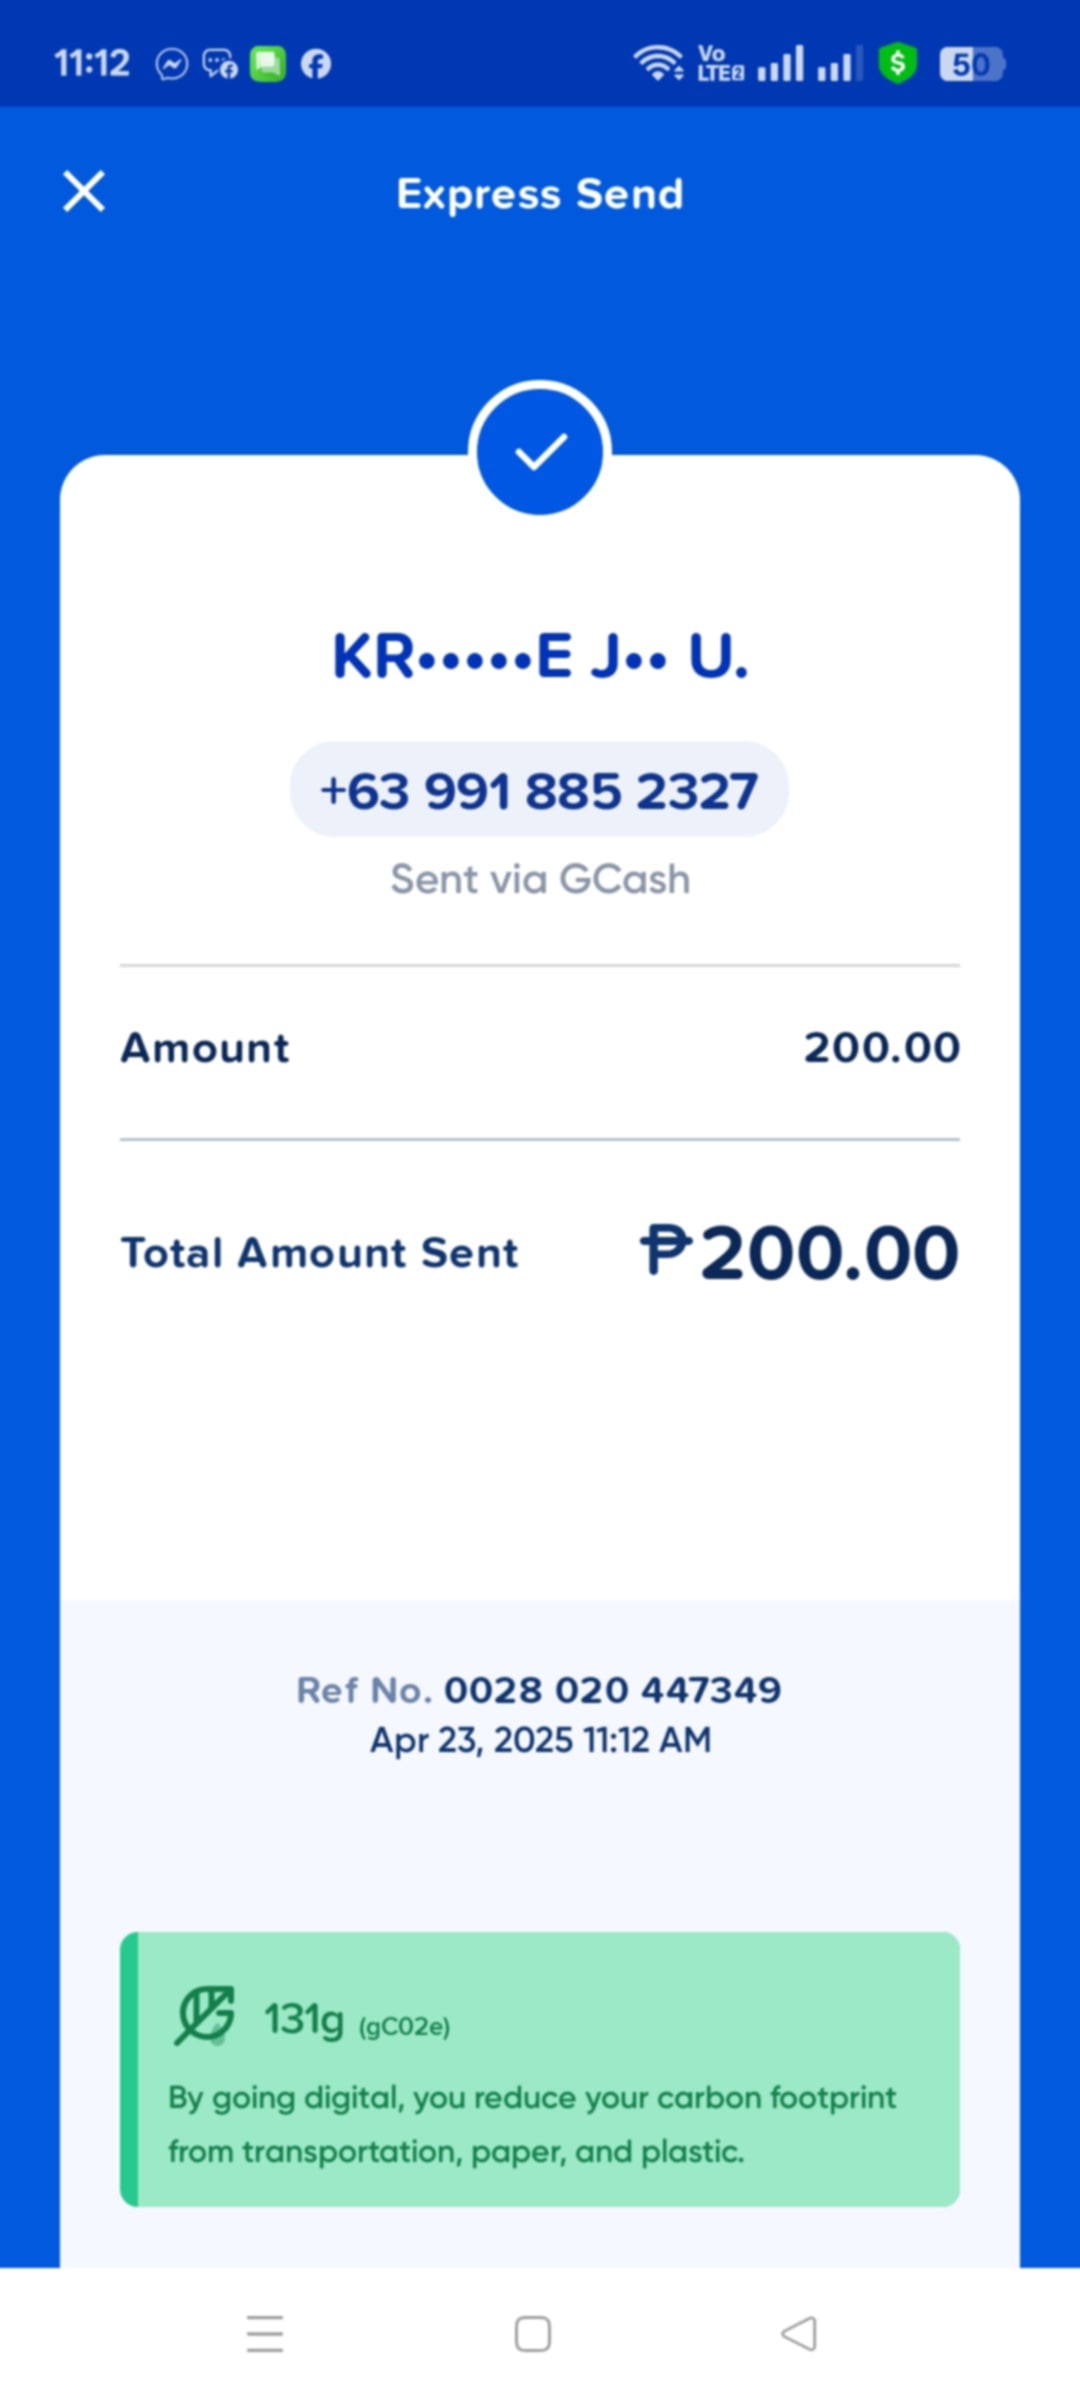 11:12 Vo LTE2 $ 50
Express Send
KR•••••E J•• U.
+63 991 885 2327
Sent via GCash
Amount 200.00
Total Amount Sent ₱200.00
Ref No. 0028 020 447349
Apr 23, 2025 11:12 AM
131g (gCO2e)
By going digital, you reduce your carbon footprint
from transportation, paper, and plastic.